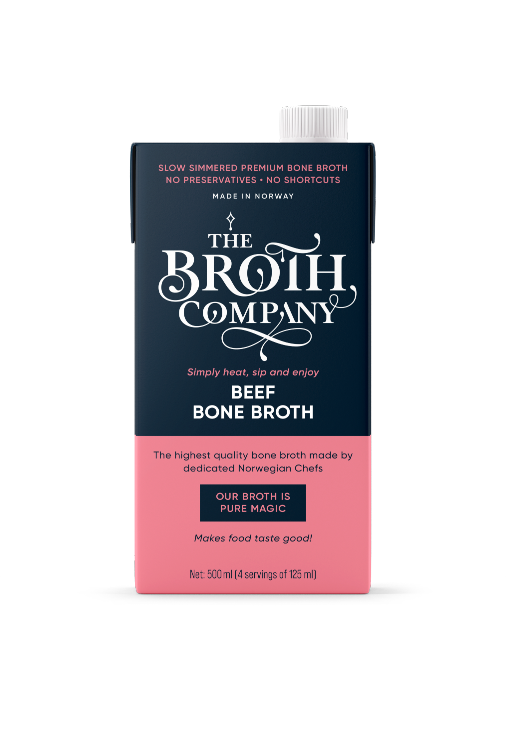 SLOW SIMMERED PREMIUM BONE BROTH
NO PRESERVATIVES • NO SHORTCUTS
MADE IN NORWAY
THE
BROTH
COMPANY
Simply heat, sip and enjoy
BEEF
BONE BROTH
The highest quality bone broth made by
dedicated Norwegian Chefs
OUR BROTH IS
PURE MAGIC
Makes food taste good!
Net: 500 ml (4 servings of 125 ml)